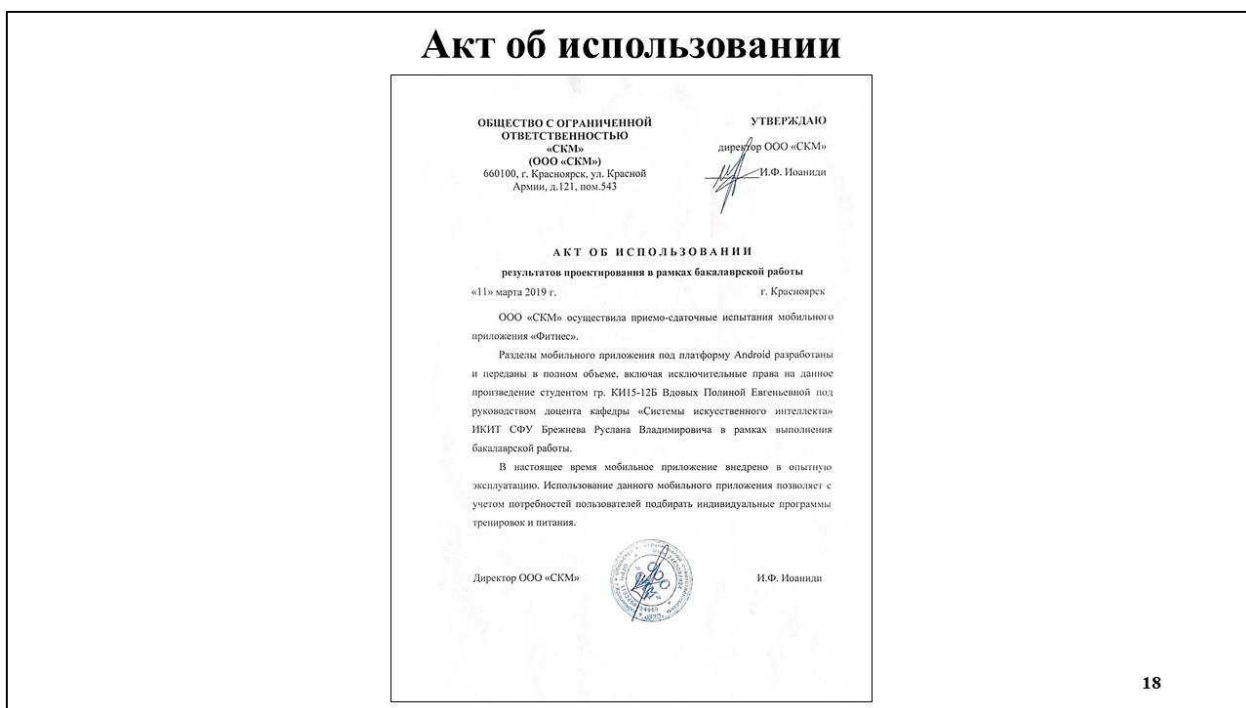 Акт об использовании
ОБЩЕСТВО С ОГРАНИЧЕННОЙ
ОТВЕТСТВЕННОСТЬЮ
«СКМ»
(ООО «СКМ»)
660100, г. Красноярск, ул. Красной
Армии, д.121, пом.543
УТВЕРЖДАЮ
директор ООО «СКМ»
И.Ф. Иоаниди
АКТ ОБ ИСПОЛЬЗОВАНИИ
результатов проектирования в рамках бакалаврской работы
«11» марта 2019 г. г. Красноярск
ООО «СКМ» осуществила приемо-сдаточные испытания мобильного
приложения «Фитнес».
Разделы мобильного приложения под платформу Android разработаны
и переданы в полном объеме, включая исключительные права на данное
произведение студентом гр. КИ15-12Б Вдовых Полиной Евгеньевной под
руководством доцента кафедры «Системы искусственного интеллекта»
ИКИТ СФУ Брежнева Руслана Владимировича в рамках выполнения
бакалаврской работы.
В настоящее время мобильное приложение внедрено в опытную
эксплуатацию. Использование данного мобильного приложения позволяет с
учетом потребностей пользователей подбирать индивидуальные программы
тренировок и питания.
Директор ООО «СКМ» И.Ф. Иоаниди
18